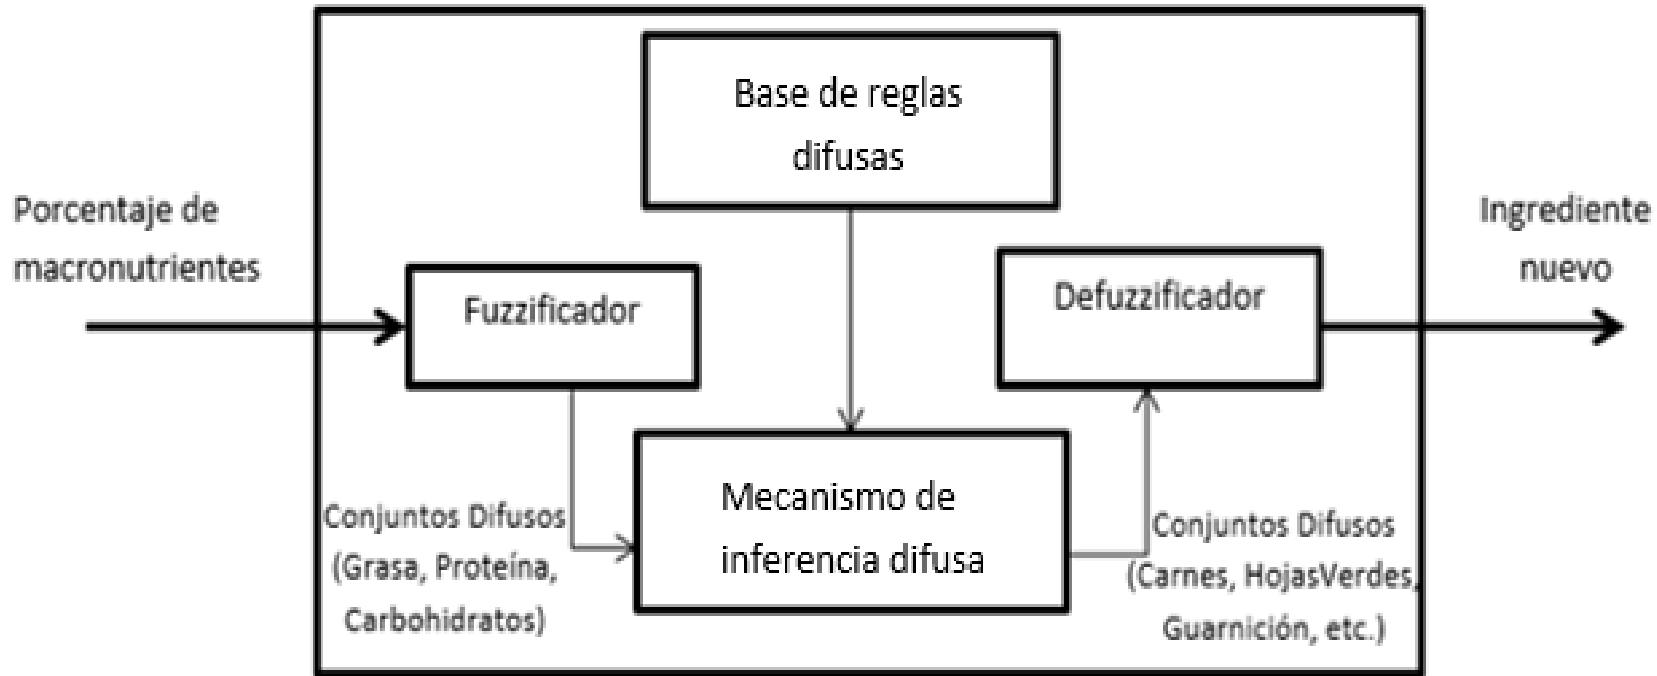 Base de reglas
difusas
Porcentaje de
macronutrientes
Ingrediente
nuevo
Fuzzificador
Defuzzificador
Mecanismo de
inferencia difusa
Conjuntos Difusos
(Grasa, Proteína,
Carbohidratos)
Conjuntos Difusos
(Carnes, HojasVerdes,
Guarnición, etc.)